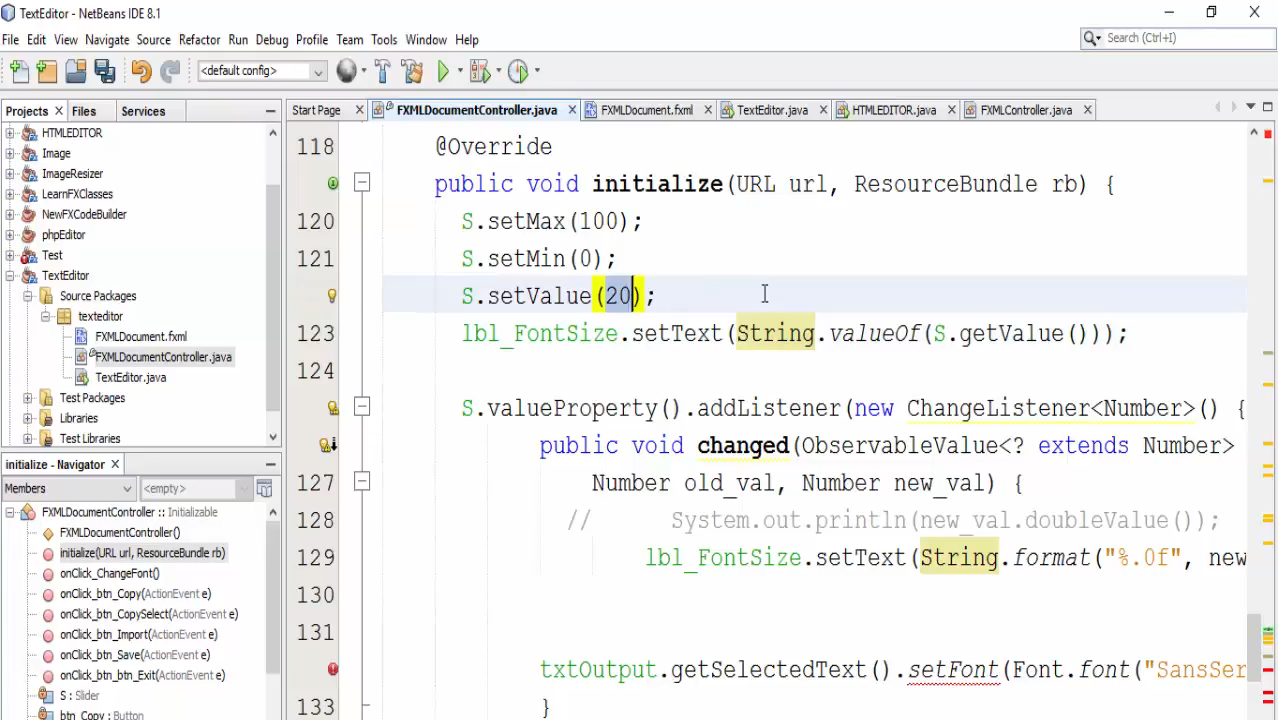 TextEditor - NetBeans IDE 8.1
File Edit View Navigate Source Refactor Run Debug Profile Team Tools Window Help
Search (Ctrl+I)
<default config>
Projects Files Services
Start Page FXMLDocumentController.java FXMLDocument.fxml TextEditor.java HTMLEDITOR.java FXMLController.java
HTMLEDITOR
Image
ImageResizer
LearnFXClasses
NewFXCodeBuilder
phpEditor
Test
TextEditor
Source Packages
texteditor
FXMLDocument.fxml
FXMLDocumentController.java
TextEditor.java
Test Packages
Libraries
Test Libraries
initialize - Navigator
Members <empty>
FXMLDocumentController :: Initializable
FXMLDocumentController()
initialize(URL url, ResourceBundle rb)
onClick_ChangeFont()
onClick_btn_Copy(ActionEvent e)
onClick_btn_CopySelect(ActionEvent e)
onClick_btn_Import(ActionEvent e)
onClick_btn_Save(ActionEvent e)
onClick_btn_btn_Exit(ActionEvent e)
S : Slider
btn_Copy : Button
118 @Override
public void initialize(URL url, ResourceBundle rb) {
120 S.setMax(100);
121 S.setMin(0);
S.setValue(20);
123 lbl_FontSize.setText(String.valueOf(S.getValue()));
124
S.valueProperty().addListener(new ChangeListener<Number>() {
public void changed(ObservableValue<? extends Number>
127 Number old_val, Number new_val) {
128 // System.out.println(new_val.doubleValue());
129 lbl_FontSize.setText(String.format("%.0f", new
130
131
txtOutput.getSelectedText().setFont(Font.font("SansSer
133 }